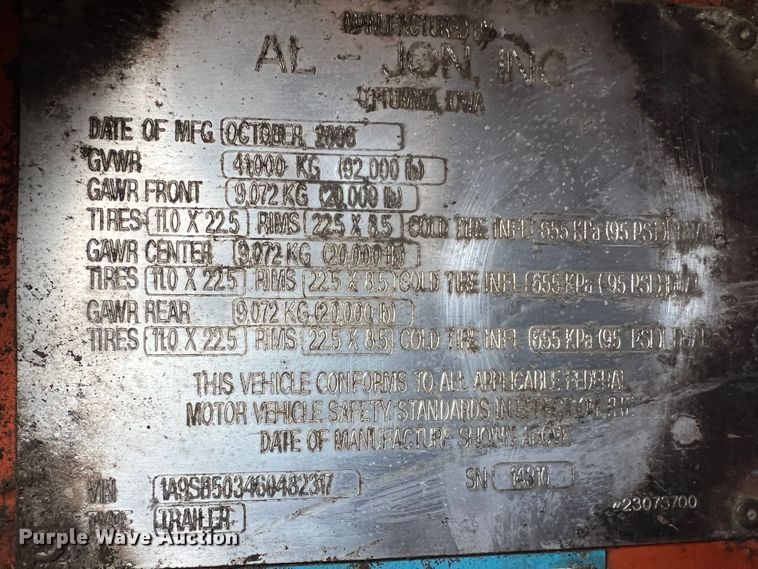 MANUFACTURED BY
AL - JON, INC.
OTTUMWA, IOWA
DATE OF MFG. OCTOBER 2006
GVWR 41,000 KG (92,000 lb)
GAWR FRONT 9,072 KG (20,000 lb)
TIRES 11.0 X 22.5 RIMS 22.5 X 8.5 COLD TIRE INFL. 655 KPa (95 PSI)
GAWR CENTER 9,072 KG (20,000 lb)
TIRES 11.0 X 22.5 RIMS 22.5 X 8.5 COLD TIRE INFL. 655 KPa (95 PSI)
GAWR REAR 9,072 KG (20,000 lb)
TIRES 11.0 X 22.5 RIMS 22.5 X 8.5 COLD TIRE INFL. 655 KPa (95 PSI)
THIS VEHICLE CONFORMS TO ALL APPLICABLE FEDERAL
MOTOR VEHICLE SAFETY STANDARDS IN EFFECT ON THE
DATE OF MANUFACTURE SHOWN ABOVE
VIN 1A9SB503460482317 SN 14810
TYPE TRAILER #23073700
Purple Wave Auction